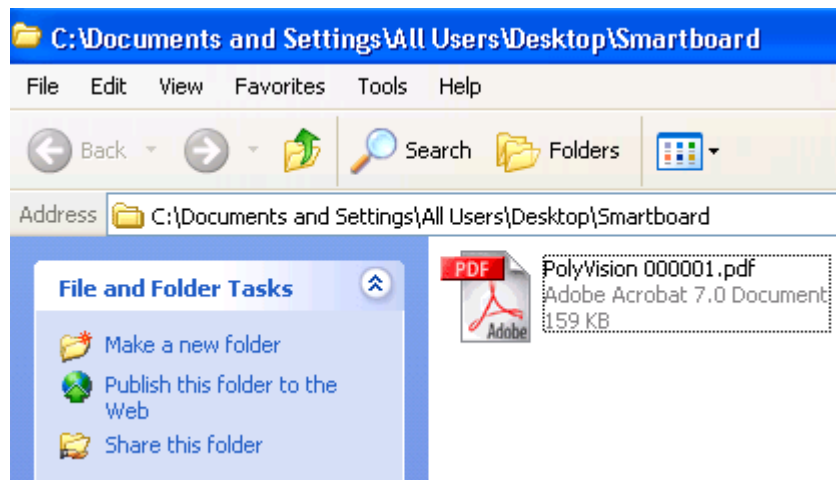 C:\Documents and Settings\All Users\Desktop\Smartboard
File Edit View Favorites Tools Help
Back Search Folders
Address C:\Documents and Settings\All Users\Desktop\Smartboard
File and Folder Tasks
Make a new folder
Publish this folder to the
Web
Share this folder
PDF
Adobe
PolyVision 000001.pdf
Adobe Acrobat 7.0 Document
159 KB